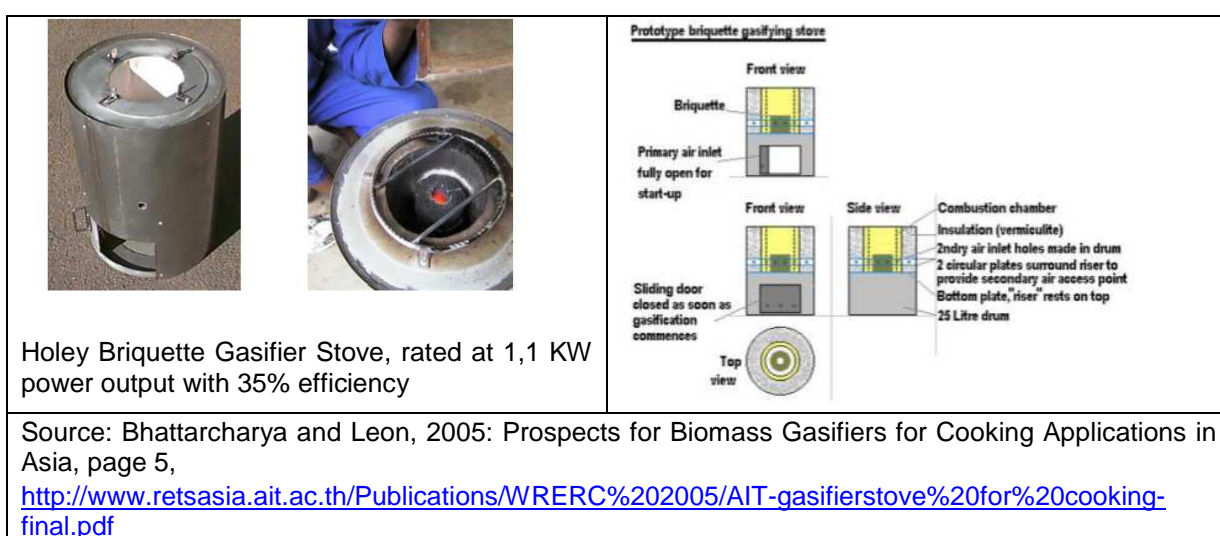 Holey Briquette Gasifier Stove, rated at 1,1 KW
power output with 35% efficiency
Prototype briquette gasifying stove
Front view
Briquette
Primary air inlet
fully open for
start-up
Front view
Side view
Combustion chamber
Insulation (vermiculite)
2ndry air inlet holes made in drum
2 circular plates surround riser to
provide secondary air access point
Bottom plate,"riser" rests on top
25 Litre drum
Sliding door
closed as soon as
gasification
commences
Top
view
Source: Bhattarcharya and Leon, 2005: Prospects for Biomass Gasifiers for Cooking Applications in
Asia, page 5,
http://www.retsasia.ait.ac.th/Publications/WRERC%202005/AIT-gasifierstove%20for%20cooking-
final.pdf